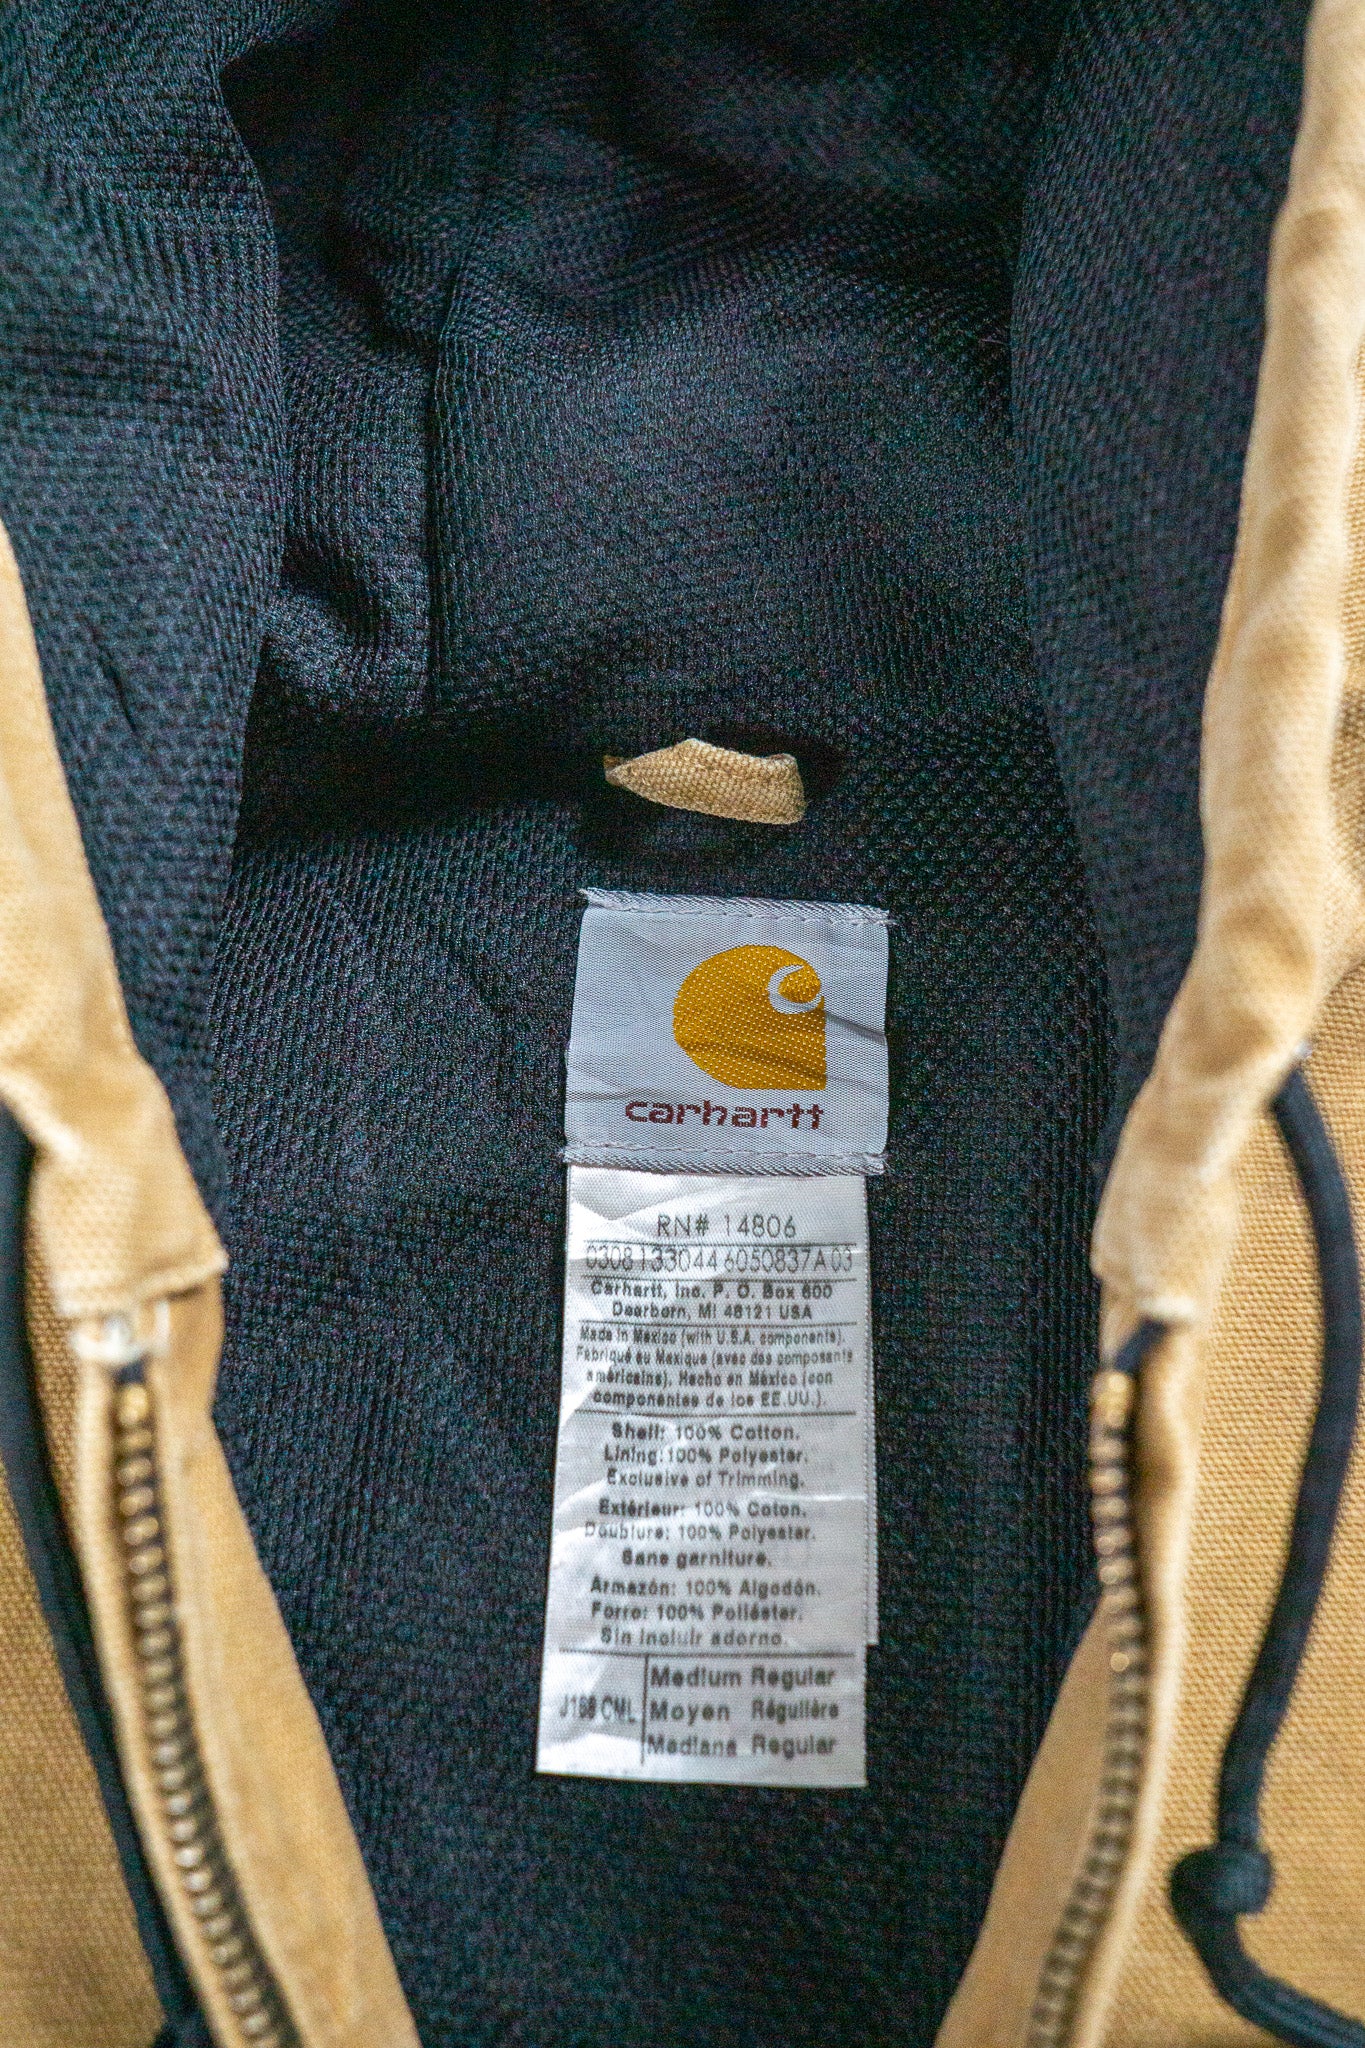 carhartt
RN# 14806
0308 133044 6050837A 03
Carhartt, Inc. P. O. Box 600
Dearborn, MI 48121 USA
Made in Mexico (with U.S.A. components).
Fabriqué au Mexique (avec des composants
américains). Hecho en México (con
componentes de los EE.UU.).
Shell: 100% Cotton.
Lining: 100% Polyester.
Exclusive of Trimming.
Extérieur: 100% Coton.
Doublure: 100% Polyester.
Sans garniture.
Armazón: 100% Algodón.
Forro: 100% Poliéster.
Sin incluir adorno.
Medium Regular
J168 CML Moyen Régulière
Mediana Regular